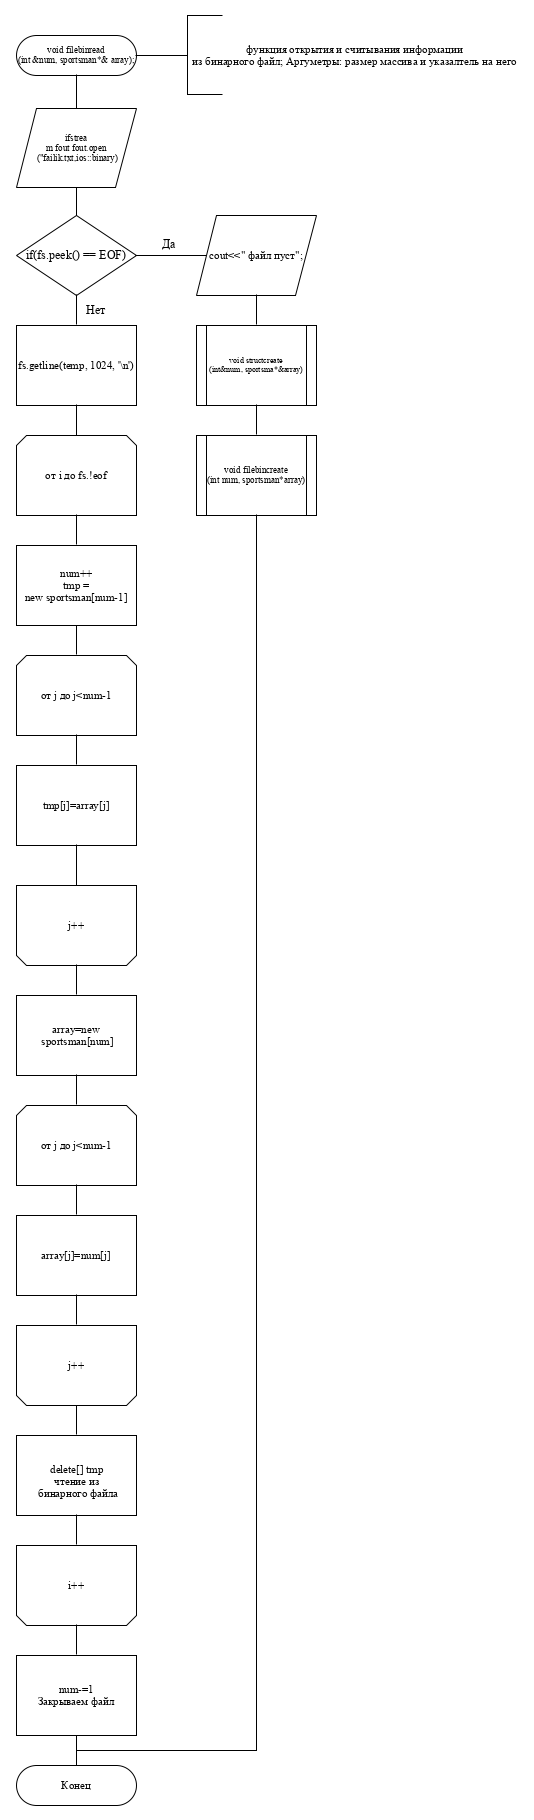 void filebinread
(int &num, sportsman*& array);
функция открытия и считывания информации
из бинарного файл; Аргуметры: размер массива и указалтель на него
ifstrea
m fout fout.open
("failik.txt,ios::binary)
if(fs.peek() == EOF)
Да
cout<<" файл пуст";
Нет
fs.getline(temp, 1024, '\n')
void structcreate
(int&num, sportsma*&array)
от i до fs.!eof
void filebincreate
(int num, sportsman*array)
num++
tmp =
new sportsman[num-1]
от j до j<num-1
tmp[j]=array[j]
j++
array=new
sportsman[num]
от j до j<num-1
array[j]=num[j]
j++
delete[] tmp
чтение из
бинарного файла
i++
num-=1
Закрываем файл
Конец